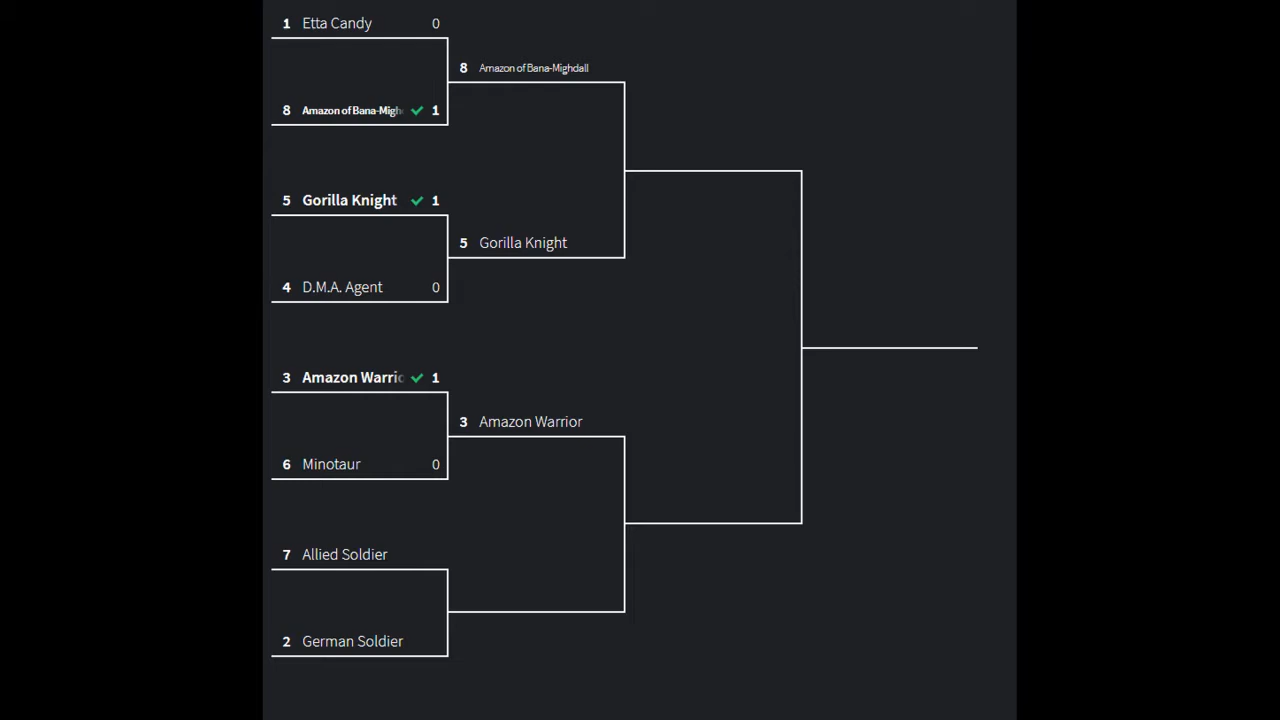 1 Etta Candy 0
8 Amazon of Bana-Mighdall
8 Amazon of Bana-Migh 1
5 Gorilla Knight 1
5 Gorilla Knight
4 D.M.A. Agent 0
3 Amazon Warrio 1
3 Amazon Warrior
6 Minotaur 0
7 Allied Soldier
2 German Soldier